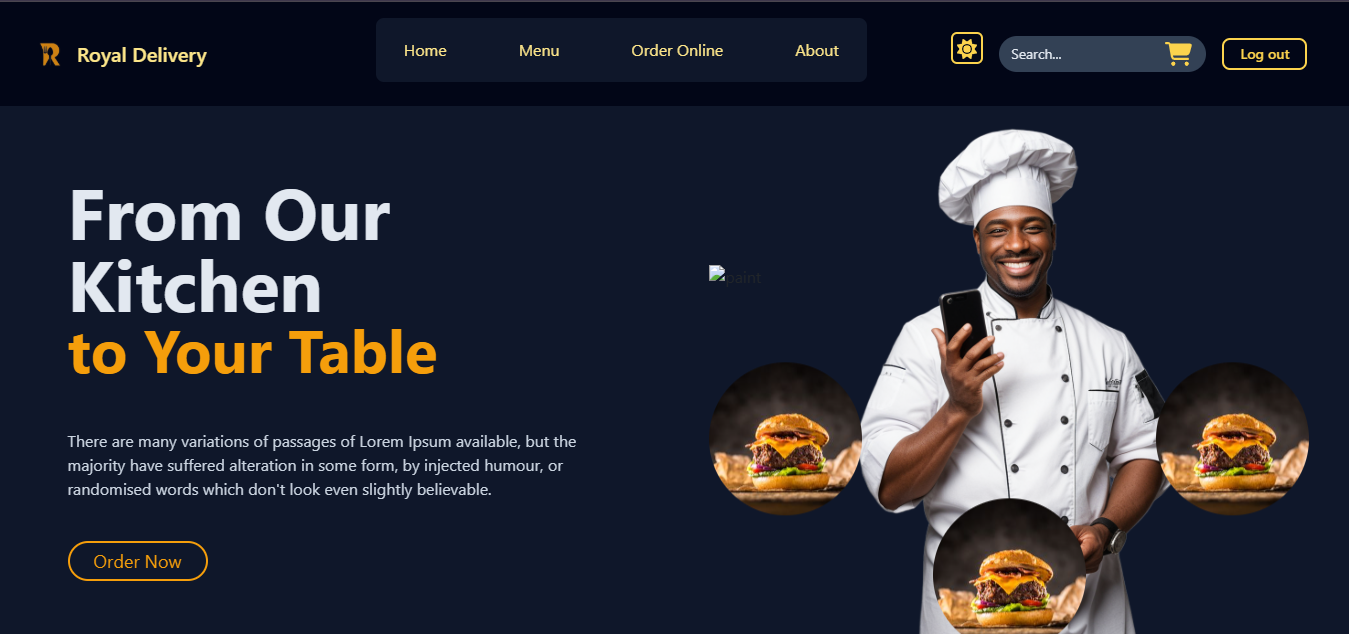 Royal Delivery
Home
Menu
Order Online
About
Search...
Log out
From Our
Kitchen
to Your Table
paint
There are many variations of passages of Lorem Ipsum available, but the
majority have suffered alteration in some form, by injected humour, or
randomised words which don't look even slightly believable.
Order Now